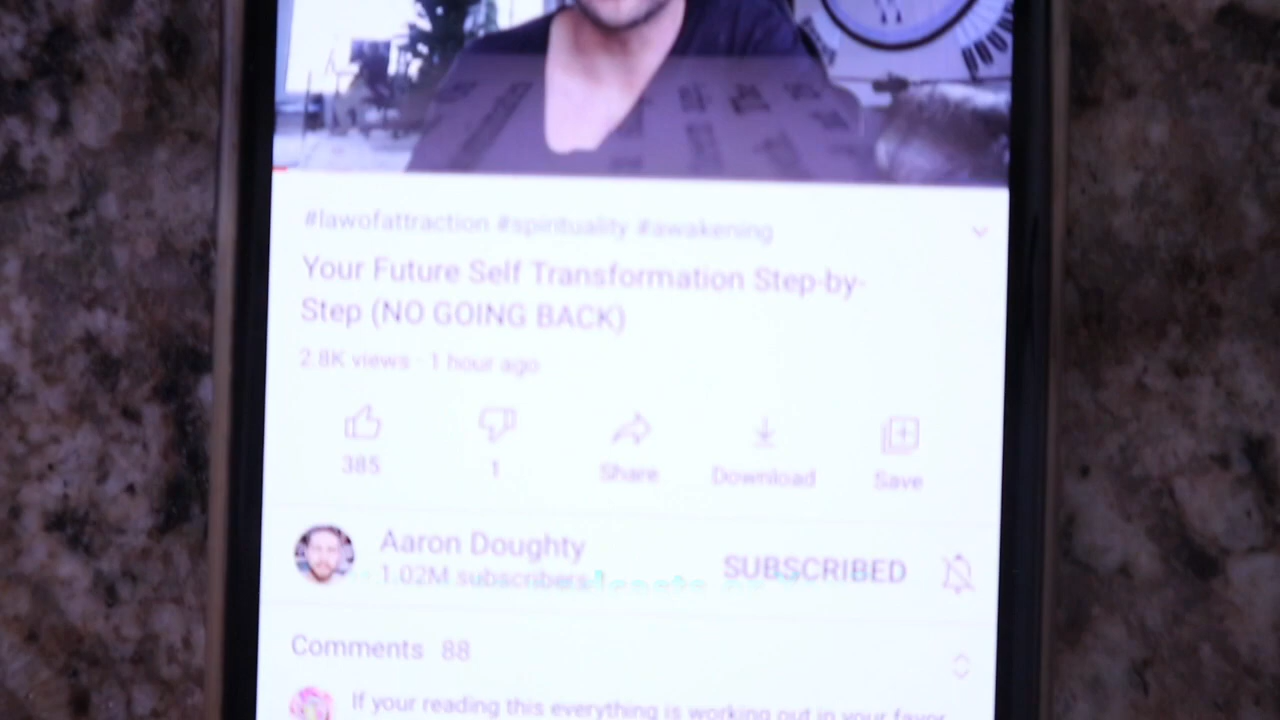 #lawofattraction #spirituality #awakening
Your Future Self Transformation Step-by-
Step (NO GOING BACK)
2.8K views · 1 hour ago
385
1
Share
Download
Save
Aaron Doughty
1.02M subscribers
SUBSCRIBED
Comments 88
If your reading this everything is working out in your favor